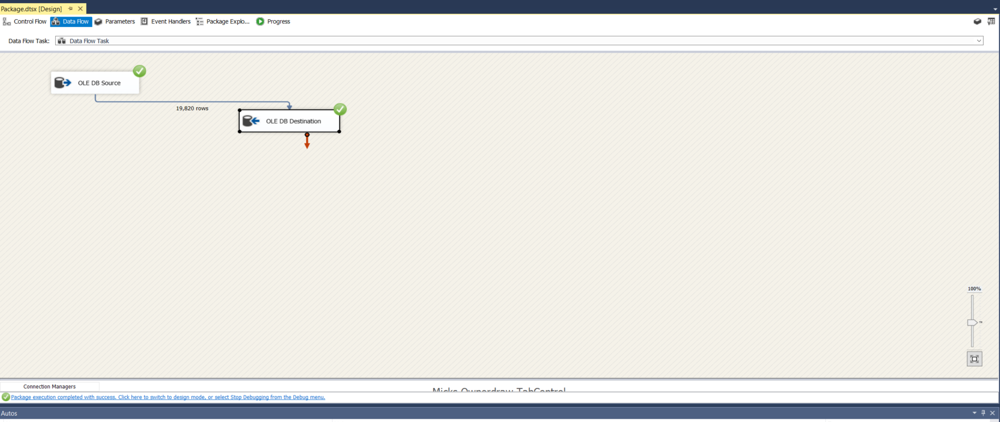 Package.dtsx [Design]
Control Flow Data Flow Parameters Event Handlers Package Explo... Progress
Data Flow Task: Data Flow Task
OLE DB Source
19,820 rows
OLE DB Destination
100%
Connection Managers
Micks Ownerdraw TabControl
Package execution completed with success. Click here to switch to design mode, or select Stop Debugging from the Debug menu.
Autos